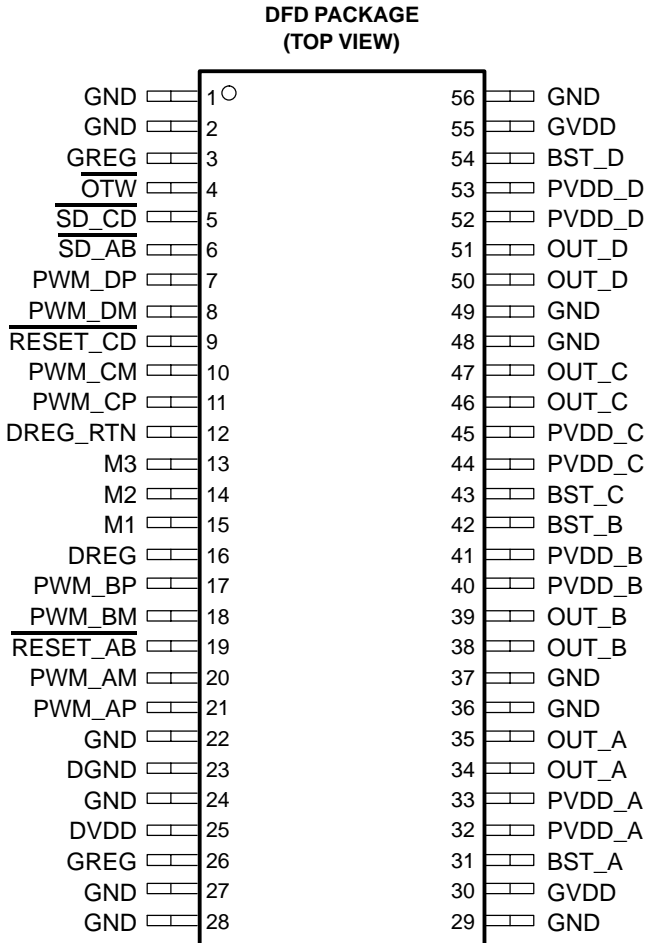 DFD PACKAGE
(TOP VIEW)
GND 1 56 GND
GND 2 55 GVDD
GREG 3 54 BST_D
OTW 4 53 PVDD_D
SD_CD 5 52 PVDD_D
SD_AB 6 51 OUT_D
PWM_DP 7 50 OUT_D
PWM_DM 8 49 GND
RESET_CD 9 48 GND
PWM_CM 10 47 OUT_C
PWM_CP 11 46 OUT_C
DREG_RTN 12 45 PVDD_C
M3 13 44 PVDD_C
M2 14 43 BST_C
M1 15 42 BST_B
DREG 16 41 PVDD_B
PWM_BP 17 40 PVDD_B
PWM_BM 18 39 OUT_B
RESET_AB 19 38 OUT_B
PWM_AM 20 37 GND
PWM_AP 21 36 GND
GND 22 35 OUT_A
DGND 23 34 OUT_A
GND 24 33 PVDD_A
DVDD 25 32 PVDD_A
GREG 26 31 BST_A
GND 27 30 GVDD
GND 28 29 GND